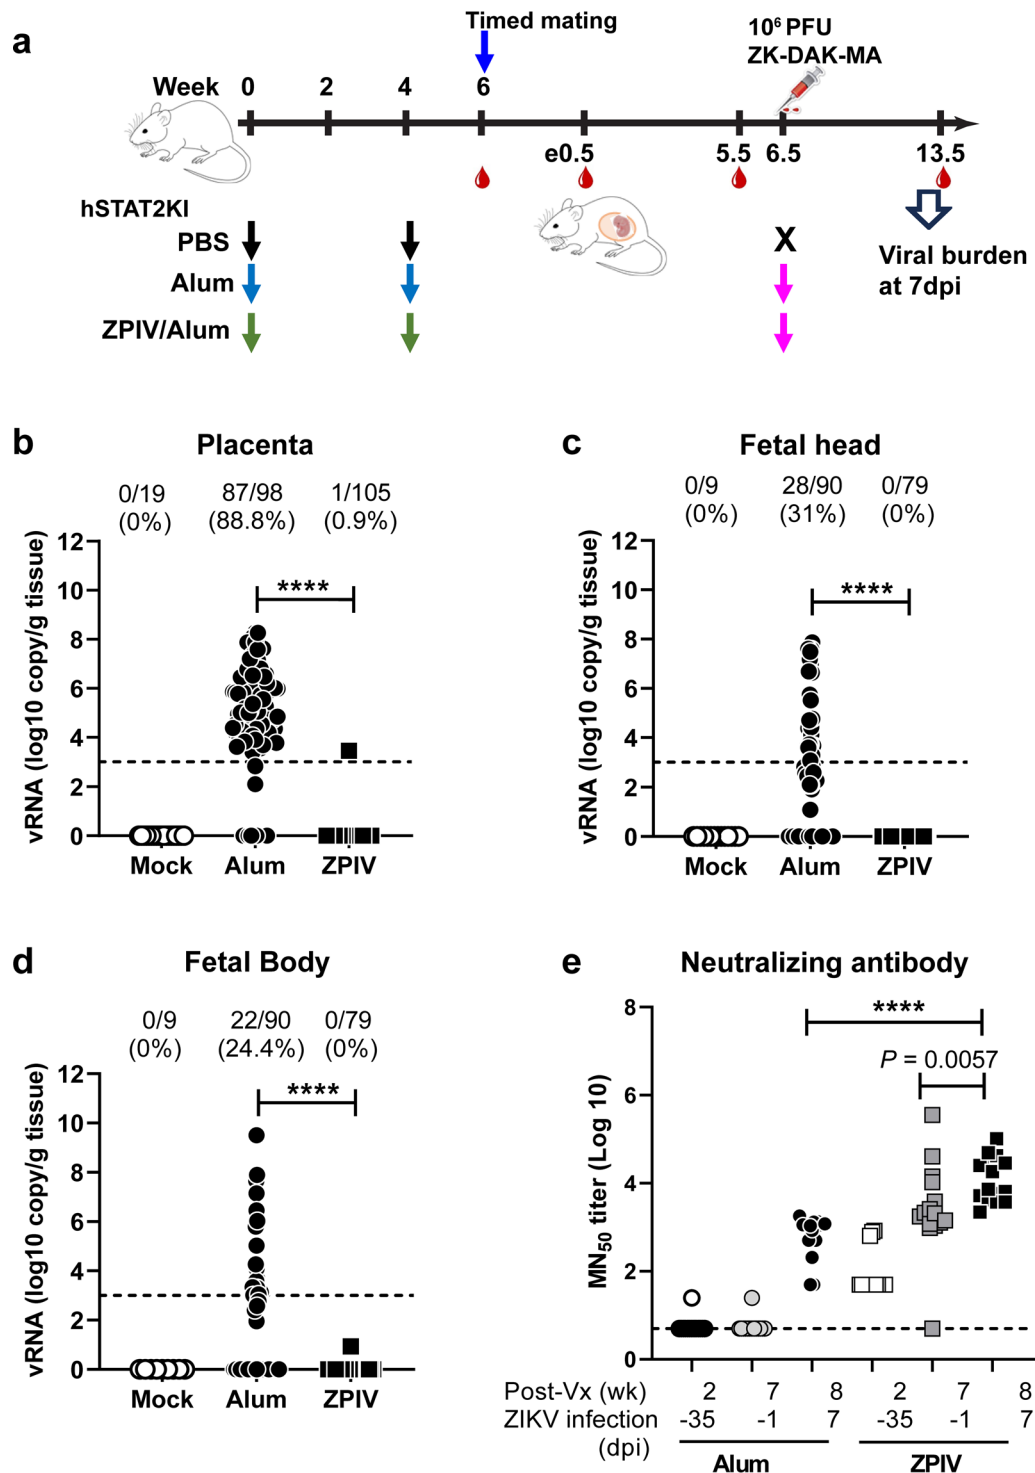 a
Timed mating
10⁶ PFU
ZK-DAK-MA
Week 0 2 4 6
e0.5 5.5 6.5 13.5
hSTAT2KI
PBS X
Alum
ZPIV/Alum
Viral burden
at 7dpi
b Placenta
0/19 87/98 1/105
(0%) (88.8%) (0.9%)
vRNA (log10 copy/g tissue)
12
10
8
6
4
2
0
****
Mock Alum ZPIV
c Fetal head
0/9 28/90 0/79
(0%) (31%) (0%)
vRNA (log10 copy/g tissue)
12
10
8
6
4
2
0
****
Mock Alum ZPIV
d Fetal Body
0/9 22/90 0/79
(0%) (24.4%) (0%)
vRNA (log10 copy/g tissue)
12
10
8
6
4
2
0
****
Mock Alum ZPIV
e Neutralizing antibody
MN₅₀ titer (Log 10)
8
6
4
2
0
****
P = 0.0057
Post-Vx (wk) 2 7 8 2 7 8
ZIKV infection -35 -1 7 -35 -1 7
(dpi)
Alum ZPIV